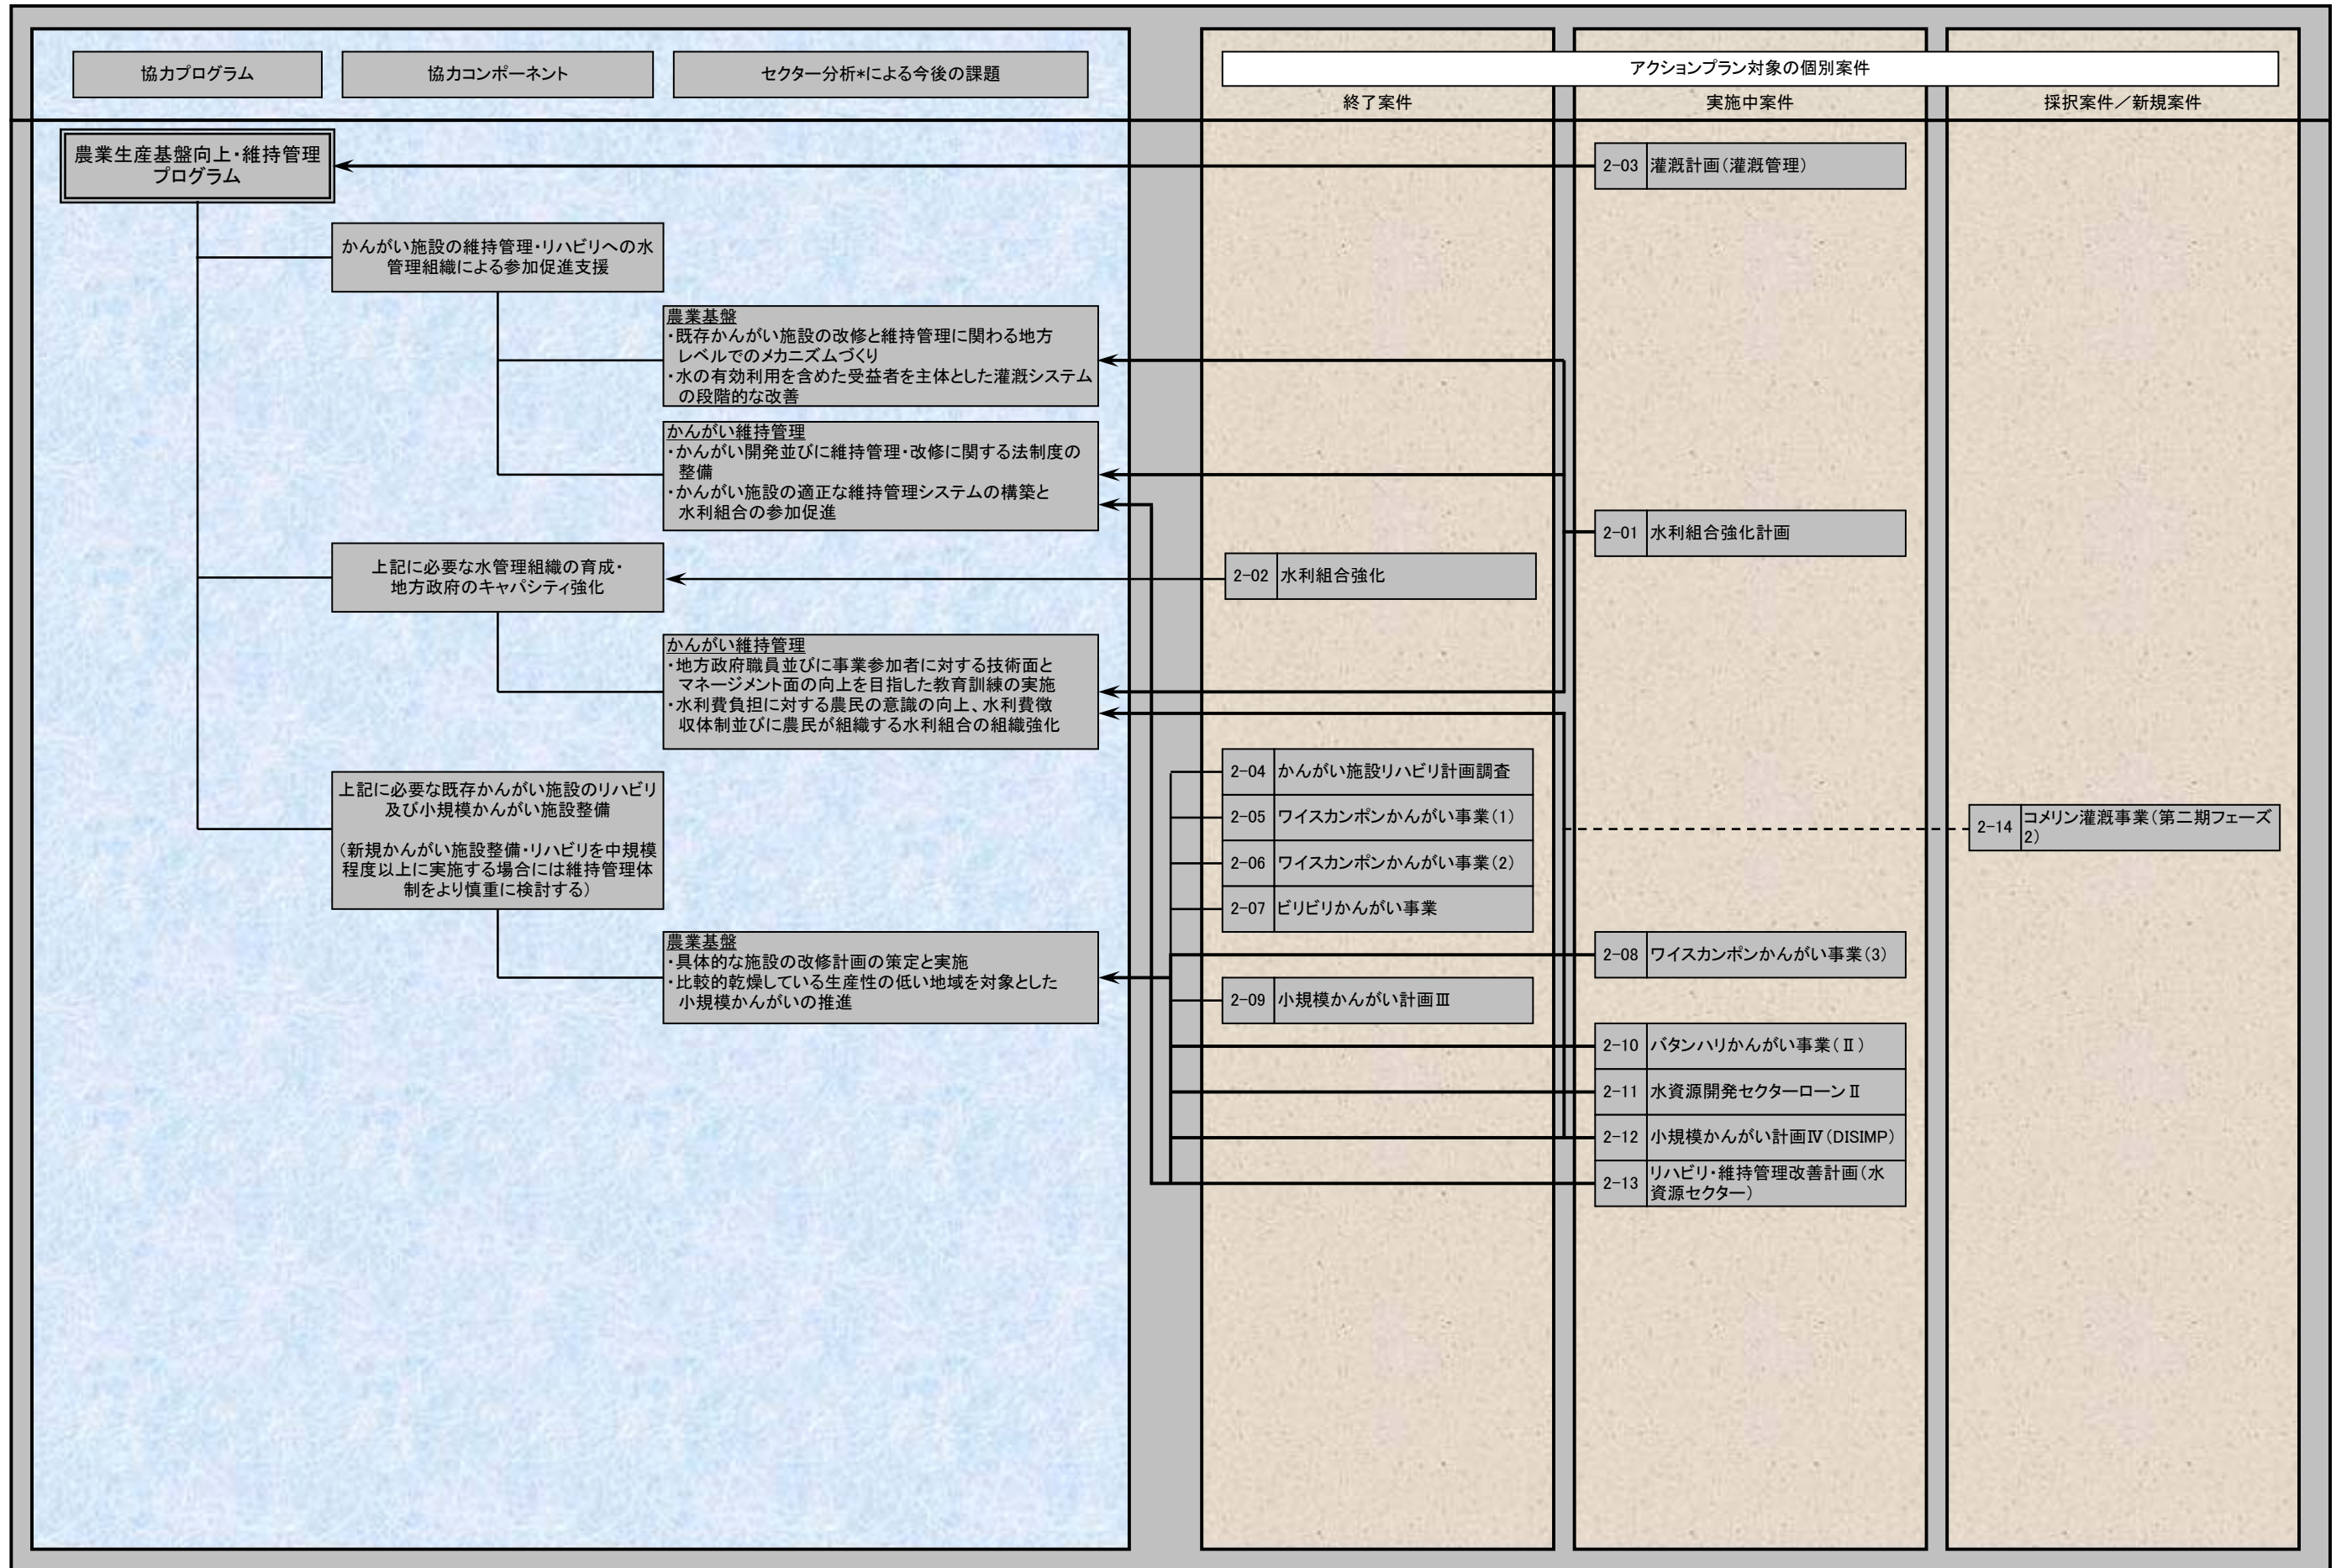 協力プログラム
協力コンポーネント
セクター分析*による今後の課題
アクションプラン対象の個別案件
終了案件
実施中案件
採択案件／新規案件
農業生産基盤向上・維持管理
プログラム
2-03 灌漑計画（灌漑管理）
かんがい施設の維持管理・リハビリへの水
管理組織による参加促進支援
農業基盤
・既存かんがい施設の改修と維持管理に関わる地方
レベルでのメカニズムづくり
・水の有効利用を含めた受益者を主体とした灌漑システム
の段階的な改善
かんがい維持管理
・かんがい開発並びに維持管理・改修に関する法制度の
整備
・かんがい施設の適正な維持管理システムの構築と
水利組合の参加促進
2-01 水利組合強化計画
上記に必要な水管理組織の育成・
地方政府のキャパシティ強化
2-02 水利組合強化
かんがい維持管理
・地方政府職員並びに事業参加者に対する技術面と
マネージメント面の向上を目指した教育訓練の実施
・水利費負担に対する農民の意識の向上、水利費徴
収体制並びに農民が組織する水利組合の組織強化
上記に必要な既存かんがい施設のリハビリ
及び小規模かんがい施設整備
（新規かんがい施設整備・リハビリを中規模
程度以上に実施する場合には維持管理体
制をより慎重に検討する）
2-04 かんがい施設リハビリ計画調査
2-05 ワイスカンポンかんがい事業（1）
2-06 ワイスカンポンかんがい事業（2）
2-07 ビリビリかんがい事業
2-14 コメリン灌漑事業（第二期フェーズ
2）
農業基盤
・具体的な施設の改修計画の策定と実施
・比較的乾燥している生産性の低い地域を対象とした
小規模かんがいの推進
2-08 ワイスカンポンかんがい事業（3）
2-09 小規模かんがい計画Ⅲ
2-10 バタンハリかんがい事業（Ⅱ）
2-11 水資源開発セクターローンⅡ
2-12 小規模かんがい計画Ⅳ（DISIMP）
2-13 リハビリ・維持管理改善計画（水
資源セクター）